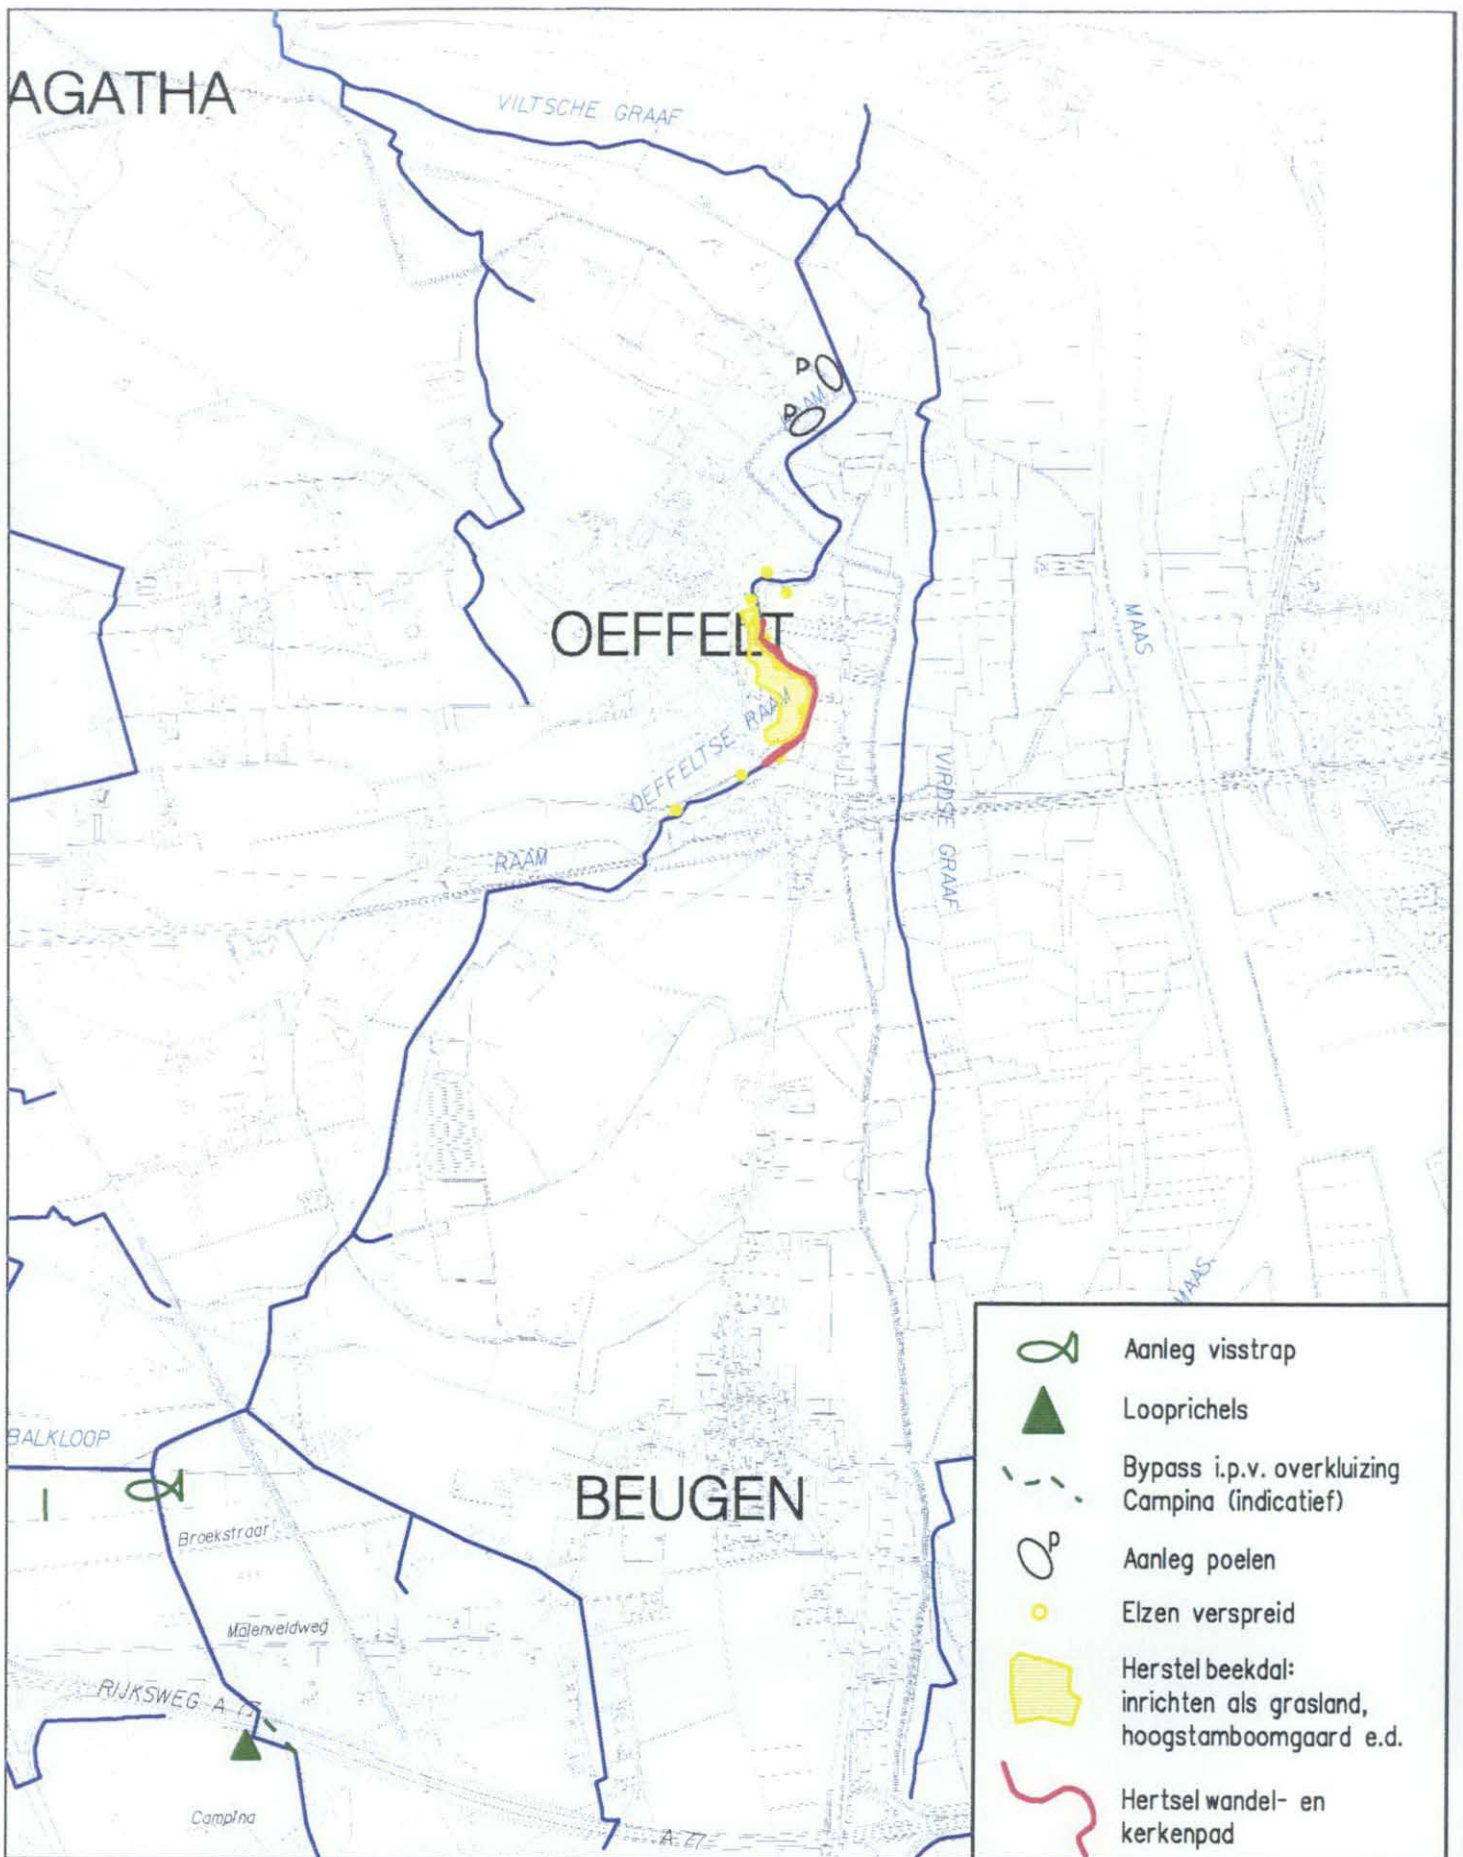 AGATHA
VILTSCHE GRAAF
P
P
RAAM
OEFFELT
MAAS
OEFFELTSE RAAM
VIRDSE GRAAF
RAAM
MAAS
BALKLOOP
BEUGEN
Broekstraat
Molenveldweg
RIJKSWEG A 77
Campina
A 77
Aanleg visstrap
Looprichels
Bypass i.p.v. overkluizing
Campina (indicatief)
P
Aanleg poelen
Elzen verspreid
Herstel beekdal:
inrichten als grasland,
hoogstamboomgaard e.d.
Hertsel wandel- en
kerkenpad